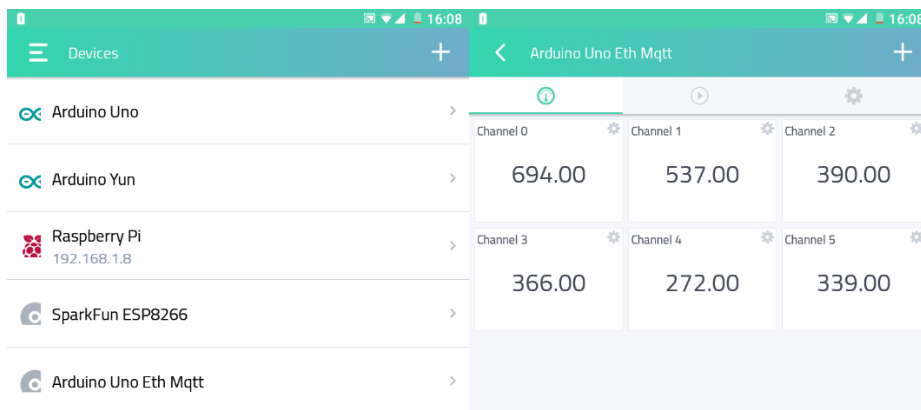 16:08
Devices
Arduino Uno
Arduino Yun
Raspberry Pi
192.168.1.8
SparkFun ESP8266
Arduino Uno Eth Mqtt
16:08
Arduino Uno Eth Mqtt
Channel 0
694.00
Channel 1
537.00
Channel 2
390.00
Channel 3
366.00
Channel 4
272.00
Channel 5
339.00